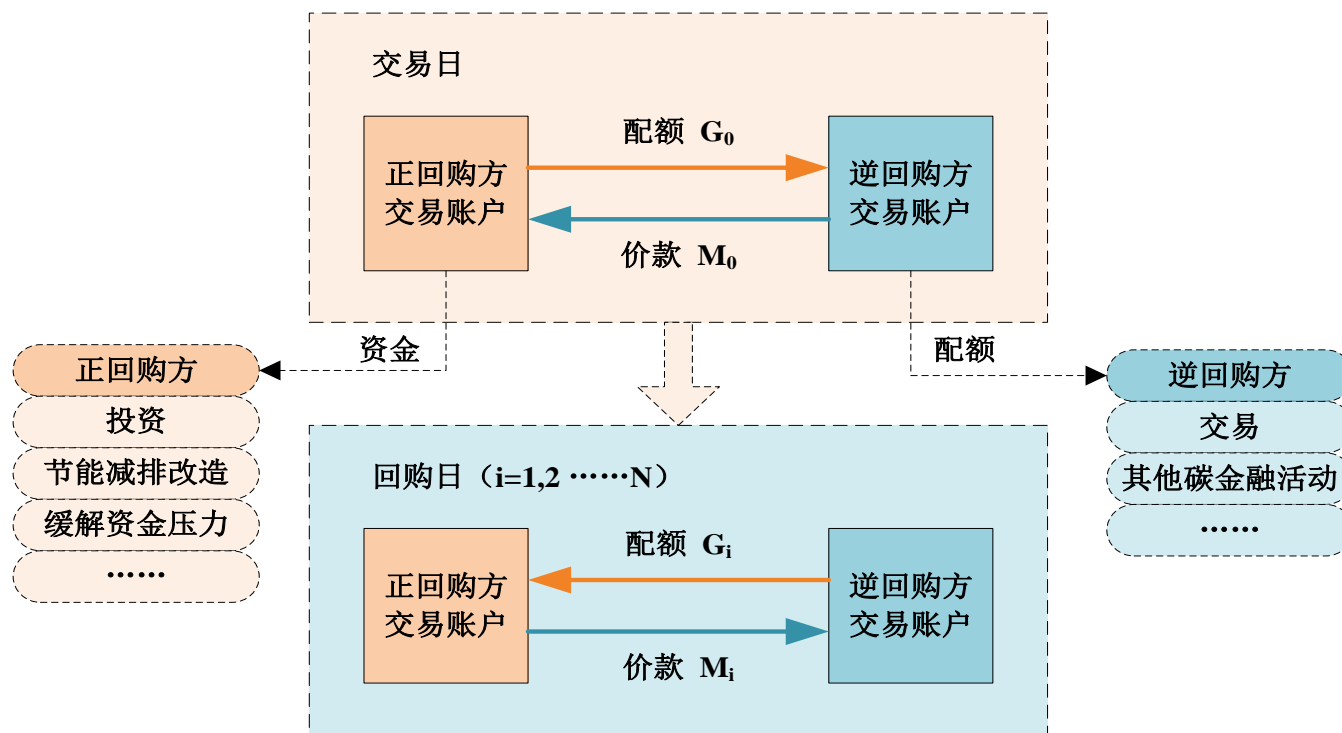 交易日
配额 G₀
正回购方
交易账户
逆回购方
交易账户
价款 M₀
资金
配额
正回购方
投资
节能减排改造
缓解资金压力
……
逆回购方
交易
其他碳金融活动
……
回购日（i=1,2 ……N）
配额 Gᵢ
正回购方
交易账户
逆回购方
交易账户
价款 Mᵢ